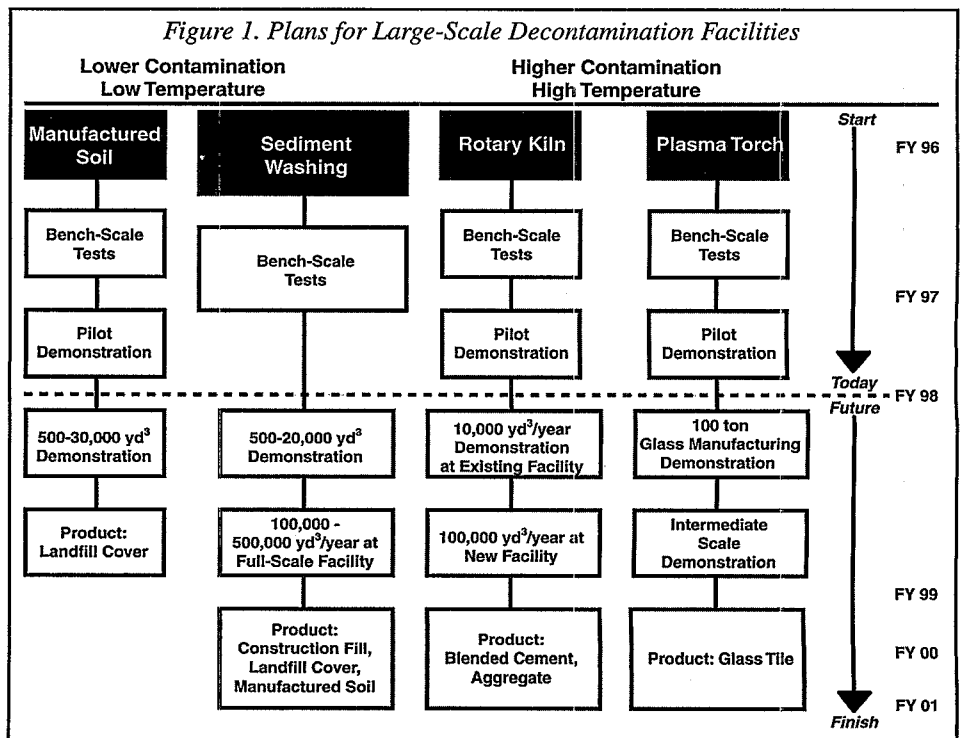 Figure 1. Plans for Large-Scale Decontamination Facilities
Lower Contamination
Low Temperature
Higher Contamination
High Temperature
Manufactured
Soil
Sediment
Washing
Rotary Kiln
Plasma Torch
Start
FY 96
Bench-Scale
Tests
Bench-Scale
Tests
Bench-Scale
Tests
Bench-Scale
Tests
FY 97
Pilot
Demonstration
Pilot
Demonstration
Pilot
Demonstration
Today
FY 98
Future
500-30,000 yd³
Demonstration
500-20,000 yd³
Demonstration
10,000 yd³/year
Demonstration
at Existing Facility
100 ton
Glass Manufacturing
Demonstration
Product:
Landfill Cover
100,000 -
500,000 yd³/year at
Full-Scale Facility
100,000 yd³/year at
New Facility
Intermediate
Scale
Demonstration
FY 99
Product:
Construction Fill,
Landfill Cover,
Manufactured Soil
Product:
Blended Cement,
Aggregate
Product: Glass Tile
FY 00
FY 01
Finish